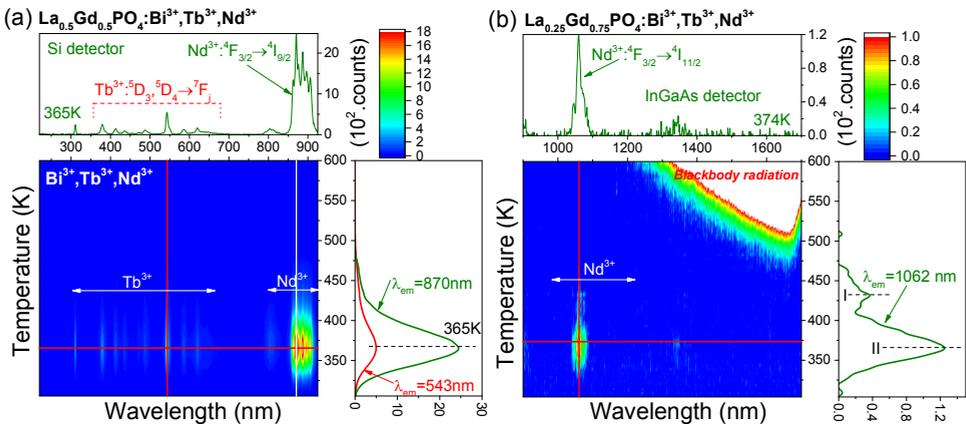 (a) La0.5Gd0.5PO4:Bi3+,Tb3+,Nd3+
Si detector
Nd3+:4F3/2→4I9/2
Tb3+:5D3,5D4→7Fj
365K
20
10
0
300 400 500 600 700 800 900
18
16
14
12
10
8
6
4
2
0
(10².counts)
Bi3+,Tb3+,Nd3+
Tb3+
Nd3+
Temperature (K)
350
400
450
500
550
600
Wavelength (nm)
λem=870nm
365K
λem=543nm
0 10 20 30
(b) La0.25Gd0.75PO4:Bi3+,Tb3+,Nd3+
Nd3+:4F3/2→4I11/2
InGaAs detector
374K
1.2
0.8
0.4
0.0
1000 1200 1400 1600
1.0
0.8
0.6
0.4
0.2
0.0
(10².counts)
Blackbody radiation
Nd3+
Temperature (K)
600
550
500
450
400
350
Wavelength (nm)
λem=1062 nm
I
II
0.0 0.4 0.8 1.2